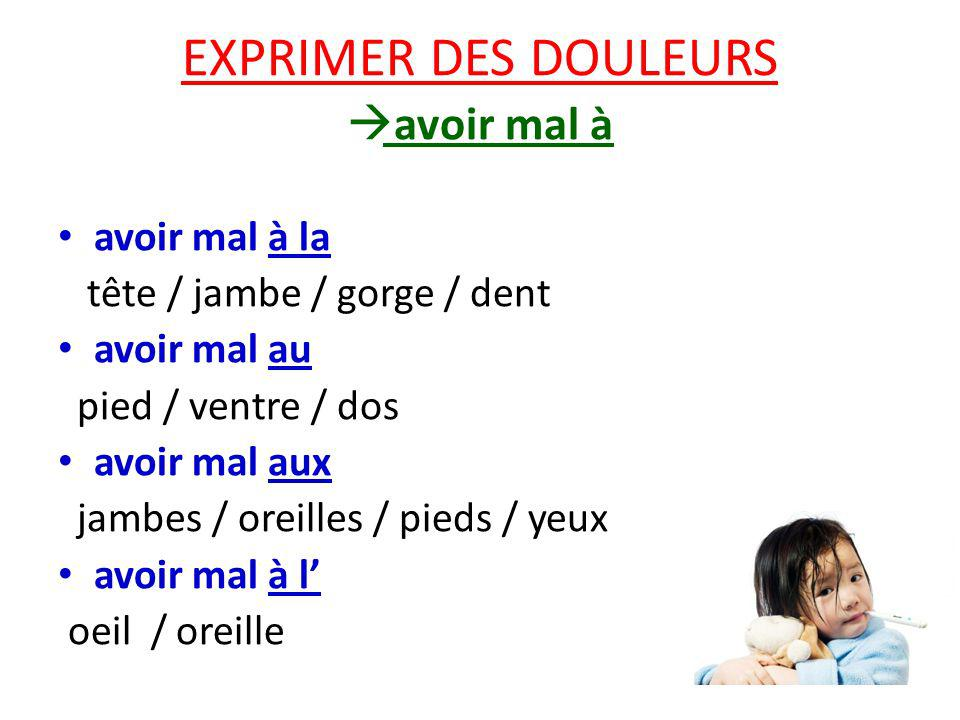 EXPRIMER DES DOULEURS
→ avoir mal à
• avoir mal à la
tête / jambe / gorge / dent
• avoir mal au
pied / ventre / dos
• avoir mal aux
jambes / oreilles / pieds / yeux
• avoir mal à l’
oeil / oreille